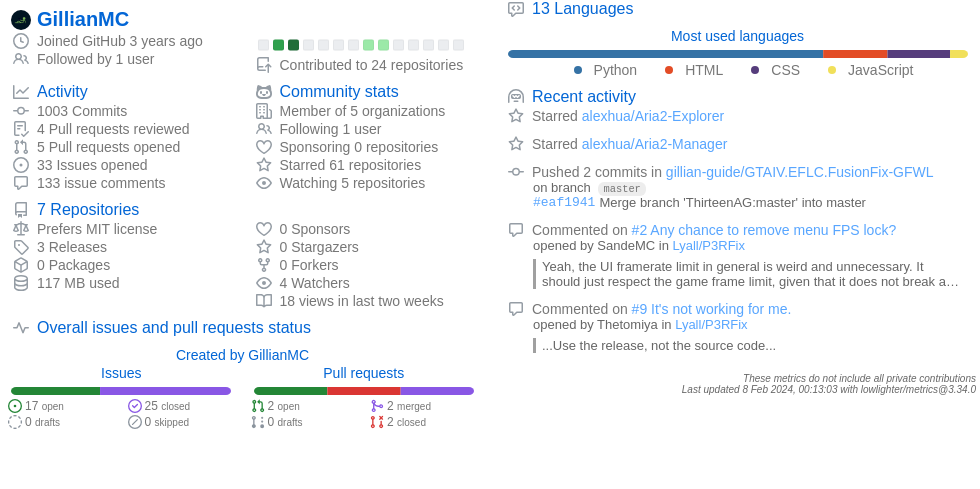 GillianMC
Joined GitHub 3 years ago
Followed by 1 user
Contributed to 24 repositories
Activity
1003 Commits
4 Pull requests reviewed
5 Pull requests opened
33 Issues opened
133 issue comments
Community stats
Member of 5 organizations
Following 1 user
Sponsoring 0 repositories
Starred 61 repositories
Watching 5 repositories
7 Repositories
Prefers MIT license
3 Releases
0 Packages
117 MB used
0 Sponsors
0 Stargazers
0 Forkers
4 Watchers
18 views in last two weeks
Overall issues and pull requests status
Created by GillianMC
Issues
17 open
25 closed
0 drafts
0 skipped
Pull requests
2 open
2 merged
0 drafts
2 closed
13 Languages
Most used languages
Python HTML CSS JavaScript
Recent activity
Starred alexhua/Aria2-Explorer
Starred alexhua/Aria2-Manager
Pushed 2 commits in gillian-guide/GTAIV.EFLC.FusionFix-GFWL
on branch master
#eaf1941 Merge branch 'ThirteenAG:master' into master
Commented on #2 Any chance to remove menu FPS lock?
opened by SandeMC in Lyall/P3RFix
Yeah, the UI framerate limit in general is weird and unnecessary. It
should just respect the game frame limit, given that it does not break a…
Commented on #9 It's not working for me.
opened by Thetomiya in Lyall/P3RFix
...Use the release, not the source code...
These metrics do not include all private contributions
Last updated 8 Feb 2024, 00:13:03 with lowlighter/metrics@3.34.0